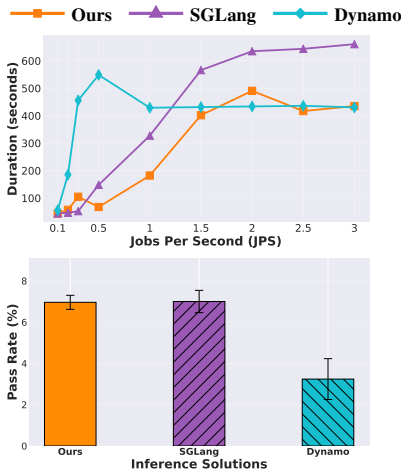 Ours SGLang Dynamo
Duration (seconds)
600
500
400
300
200
100
0.1 0.5 1 1.5 2 2.5 3
Jobs Per Second (JPS)
Pass Rate (%)
8
6
4
2
0
Ours SGLang Dynamo
Inference Solutions